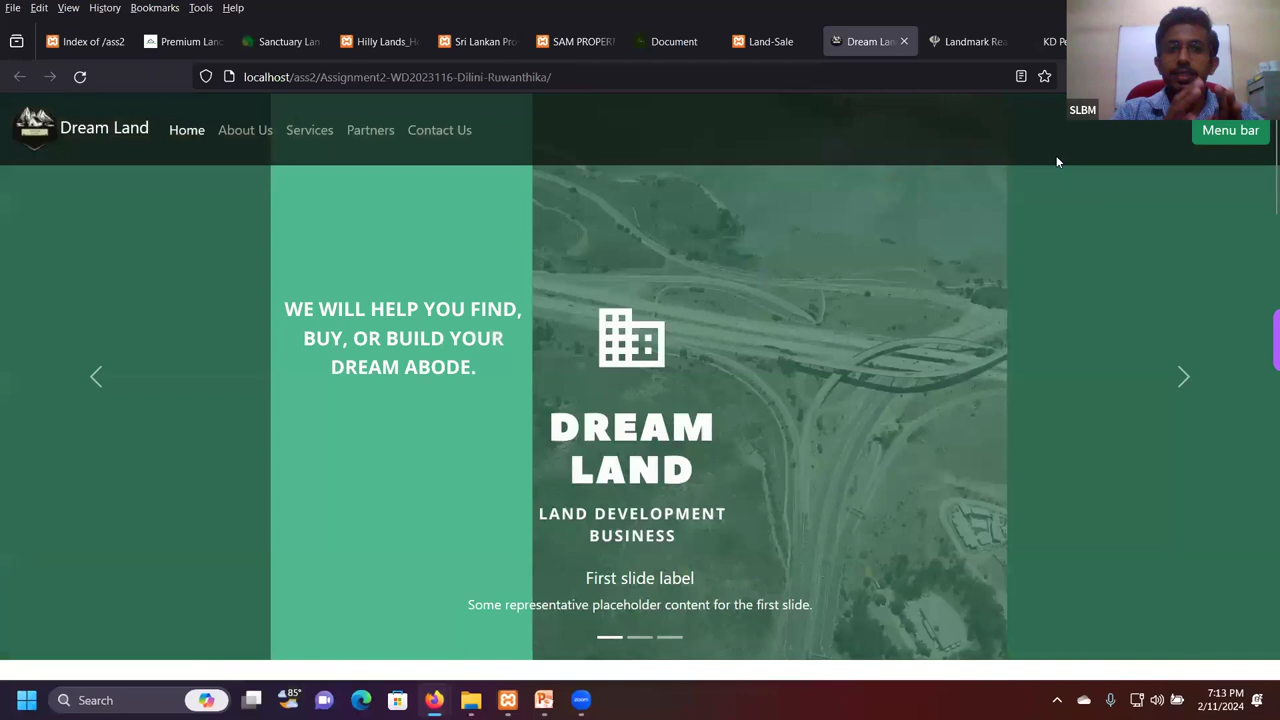 File Edit View History Bookmarks Tools Help
Index of /ass2
Premium Lan
Sanctuary Lan
Hilly Lands_H
Sri Lankan Pro
SAM PROPER
Document
Land-Sale
Dream Lan
Landmark Rea
KD Pe
localhost/ass2/Assignment2-WD2023116-Dilini-Ruwanthika/
SLBM
Dream Land
Home About Us Services Partners Contact Us
Menu bar
WE WILL HELP YOU FIND,
BUY, OR BUILD YOUR
DREAM ABODE.
DREAM
LAND
LAND DEVELOPMENT
BUSINESS
First slide label
Some representative placeholder content for the first slide.
Search
85°
zoom
7:13 PM
2/11/2024